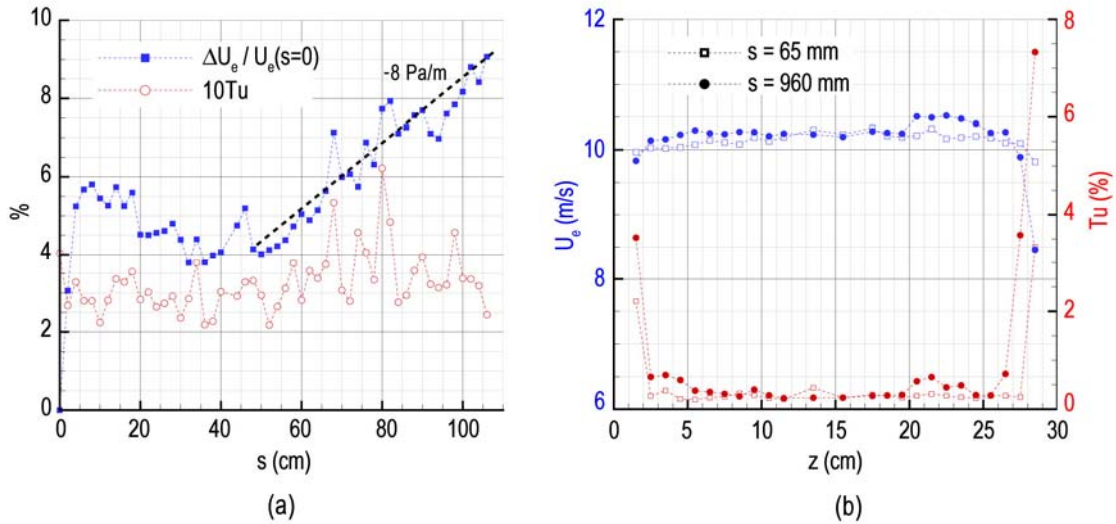 10
8
6
4
2
0
%
ΔUe / Ue(s=0)
10Tu
-8 Pa/m
0
20
40
60
80
100
s (cm)
(a)
12
10
8
6
Ue (m/s)
s = 65 mm
s = 960 mm
8
6
4
2
0
Tu (%)
0
5
10
15
20
25
30
z (cm)
(b)